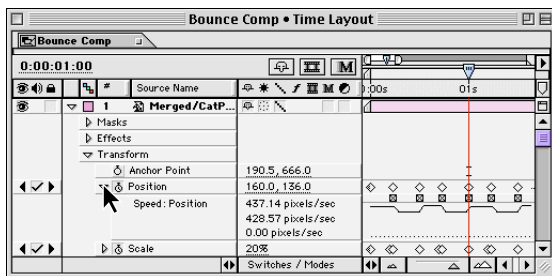 Bounce Comp • Time Layout
Bounce Comp
0:00:01:00
M
# Source Name f M :00s 01s
1 Merged/CatP...
Masks
Effects
Transform
Anchor Point 190.5, 666.0
Position 160.0, 136.0
Speed: Position 437.14 pixels/sec
428.57 pixels/sec
0.00 pixels/sec
Scale 20%
Switches / Modes